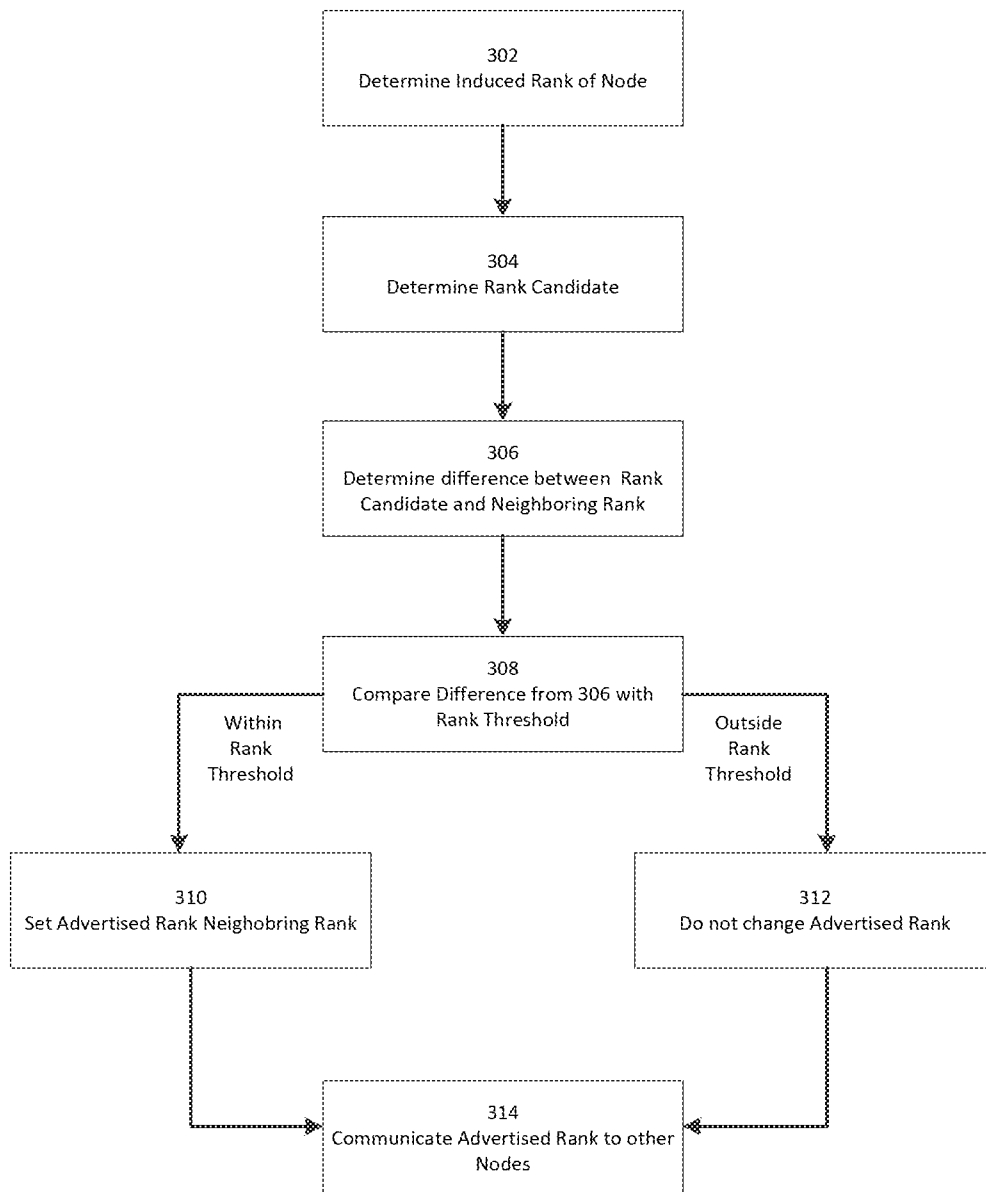 302
Determine Induced Rank of Node
304
Determine Rank Candidate
306
Determine difference between Rank
Candidate and Neighboring Rank
308
Compare Difference from 306 with
Rank Threshold
Within
Rank
Threshold
Outside
Rank
Threshold
310
Set Advertised Rank Neighobring Rank
312
Do not change Advertised Rank
314
Communicate Advertised Rank to other
Nodes